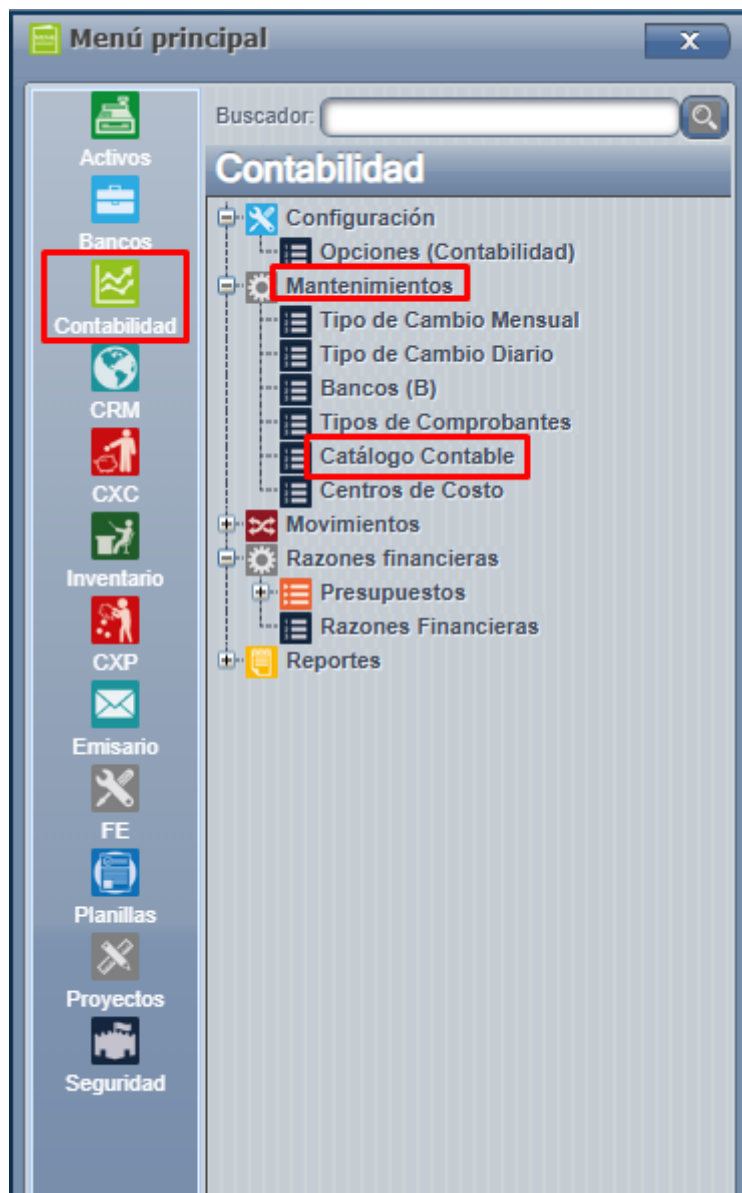 Menú principal
x
Activos
Bancos
Contabilidad
CRM
CXC
Inventario
CXP
Emisario
FE
Planillas
Proyectos
Seguridad
Buscador:
Contabilidad
Configuración
Opciones (Contabilidad)
Mantenimientos
Tipo de Cambio Mensual
Tipo de Cambio Diario
Bancos (B)
Tipos de Comprobantes
Catálogo Contable
Centros de Costo
Movimientos
Razones financieras
Presupuestos
Razones Financieras
Reportes